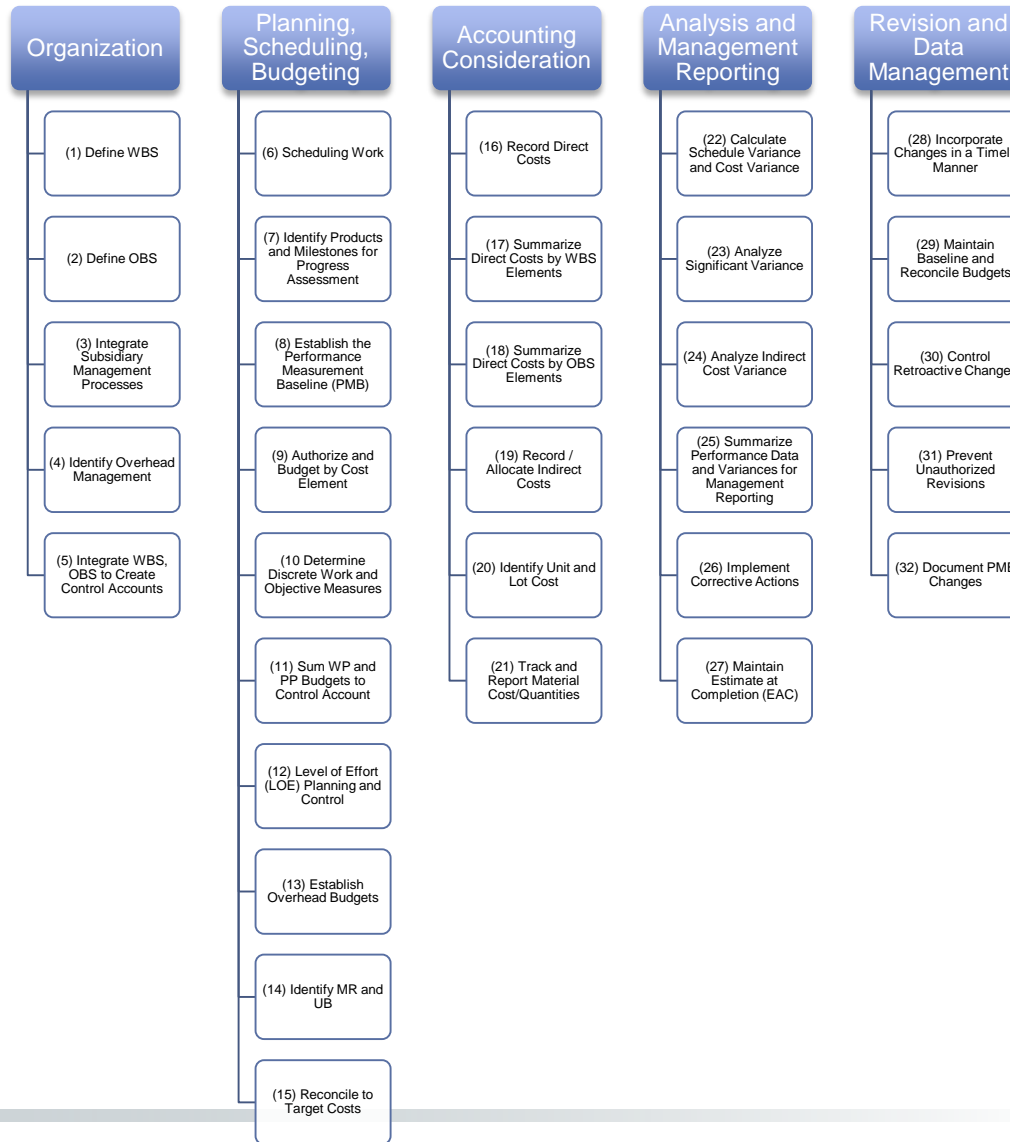 Organization
(1) Define WBS
(2) Define OBS
(3) Integrate
Subsidiary
Management
Processes
(4) Identify Overhead
Management
(5) Integrate WBS,
OBS to Create
Control Accounts
Planning,
Scheduling,
Budgeting
(6) Scheduling Work
(7) Identify Products
and Milestones for
Progress
Assessment
(8) Establish the
Performance
Measurement
Baseline (PMB)
(9) Authorize and
Budget by Cost
Element
(10 Determine
Discrete Work and
Objective Measures
(11) Sum WP and
PP Budgets to
Control Account
(12) Level of Effort
(LOE) Planning and
Control
(13) Establish
Overhead Budgets
(14) Identify MR and
UB
(15) Reconcile to
Target Costs
Accounting
Consideration
(16) Record Direct
Costs
(17) Summarize
Direct Costs by WBS
Elements
(18) Summarize
Direct Costs by OBS
Elements
(19) Record /
Allocate Indirect
Costs
(20) Identify Unit and
Lot Cost
(21) Track and
Report Material
Cost/Quantities
Analysis and
Management
Reporting
(22) Calculate
Schedule Variance
and Cost Variance
(23) Analyze
Significant Variance
(24) Analyze Indirect
Cost Variance
(25) Summarize
Performance Data
and Variances for
Management
Reporting
(26) Implement
Corrective Actions
(27) Maintain
Estimate at
Completion (EAC)
Revision and
Data
Management
(28) Incorporate
Changes in a Timel
Manner
(29) Maintain
Baseline and
Reconcile Budgets
(30) Control
Retroactive Change
(31) Prevent
Unauthorized
Revisions
(32) Document PM
Changes